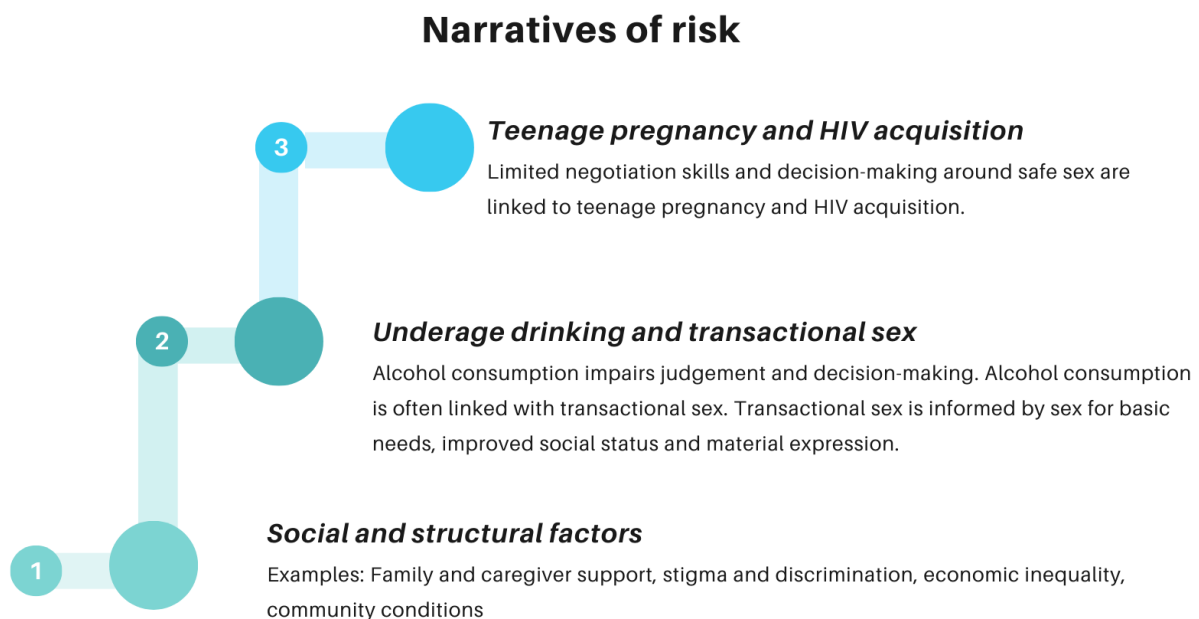 Narratives of risk
3
Teenage pregnancy and HIV acquisition
Limited negotiation skills and decision-making around safe sex are
linked to teenage pregnancy and HIV acquisition.
2
Underage drinking and transactional sex
Alcohol consumption impairs judgement and decision-making. Alcohol consumption
is often linked with transactional sex. Transactional sex is informed by sex for basic
needs, improved social status and material expression.
1
Social and structural factors
Examples: Family and caregiver support, stigma and discrimination, economic inequality,
community conditions